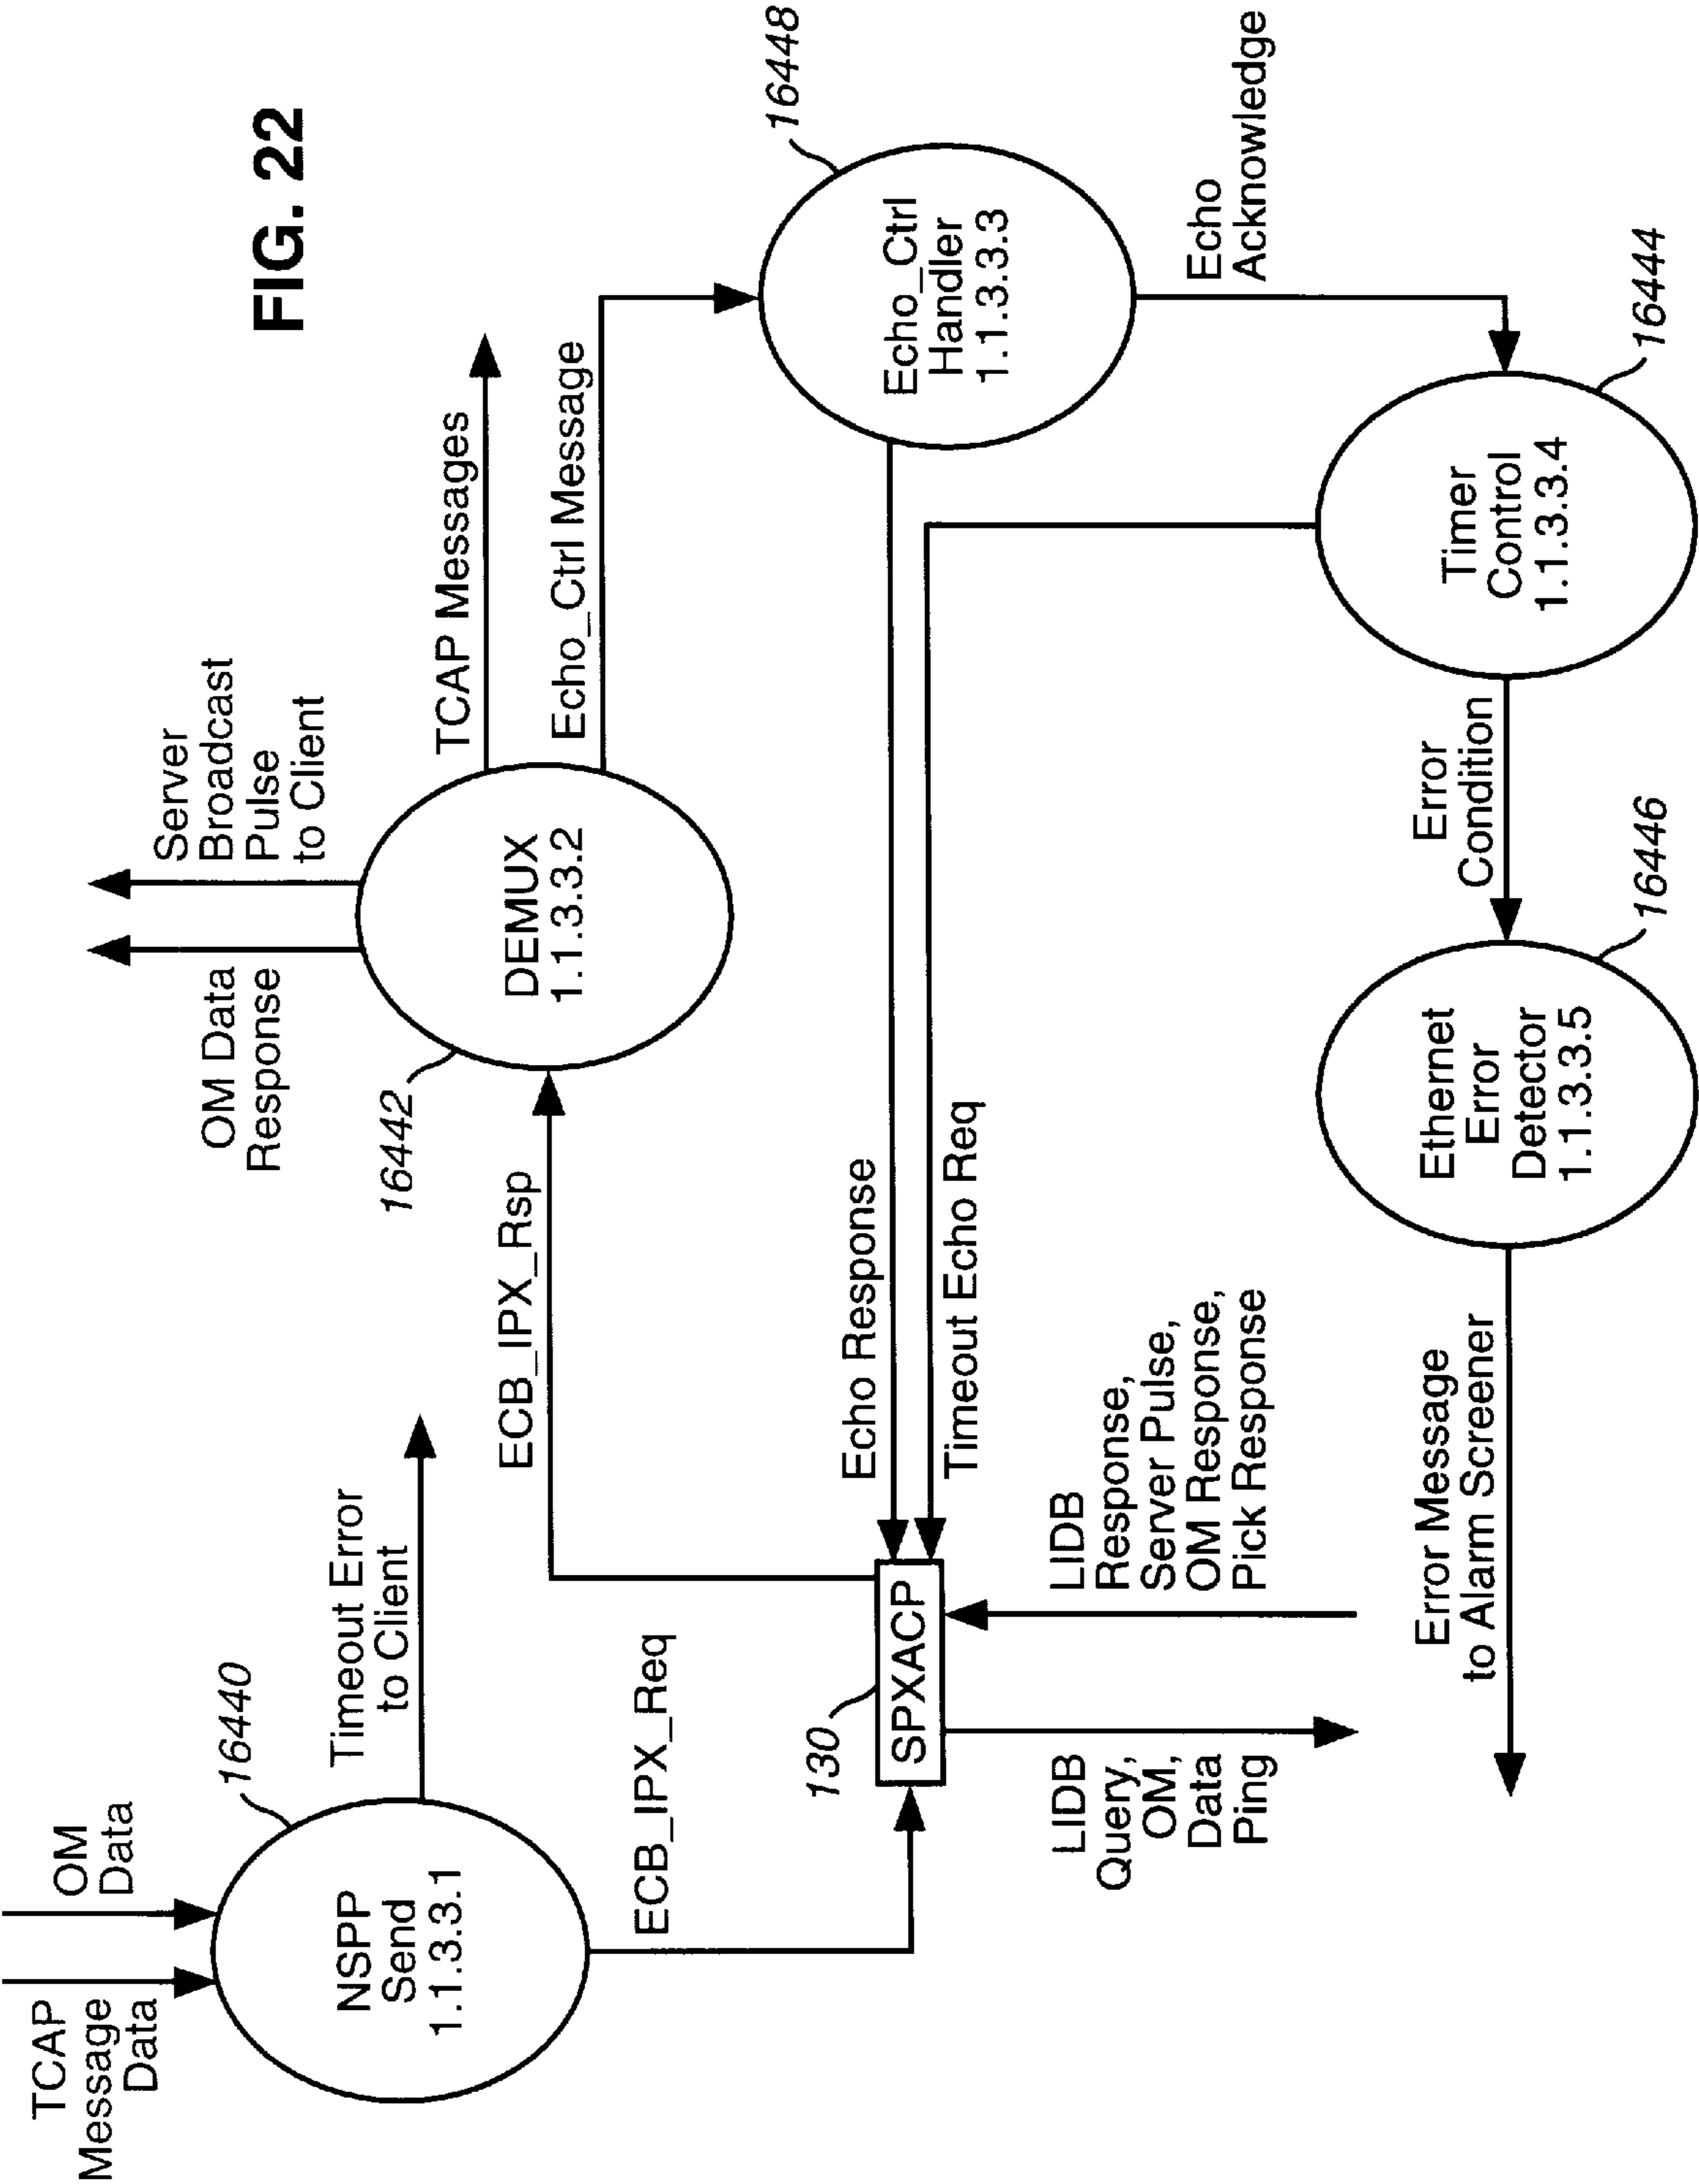 FIG. 22
TCAP
Message
Data
OM
Data
16440
NSPP
Send
1.1.3.3.1
Timeout Error
to Client
ECB_IPX_Req
130
SPXACP
LIDB
Query,
OM,
Data
Ping
LIDB
Response,
Server Pulse,
OM Response,
Pick Response
ECB_IPX_Rsp
OM Data
Response
Server
Broadcast
Pulse
to Client
16442
DEMUX
1.1.3.3.2
TCAP Messages
Echo_Ctrl Message
16448
Echo_Ctrl
Handler
1.1.3.3.3
Echo Response
Timeout Echo Req
Echo
Acknowledge
16444
Timer
Control
1.1.3.3.4
Error
Condition
16446
Ethernet
Error
Detector
1.1.3.3.5
Error Message
to Alarm Screener